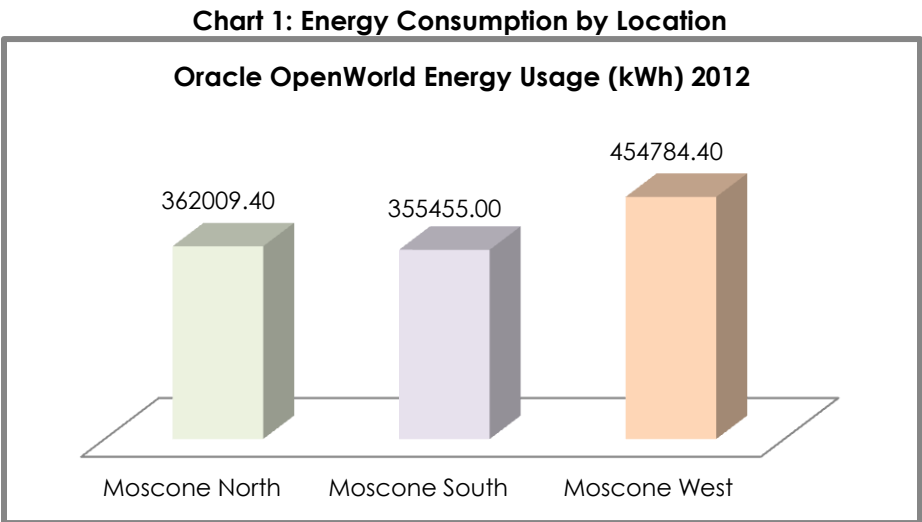 Chart 1: Energy Consumption by Location
Oracle OpenWorld Energy Usage (kWh) 2012
454784.40
362009.40
355455.00
Moscone North
Moscone South
Moscone West